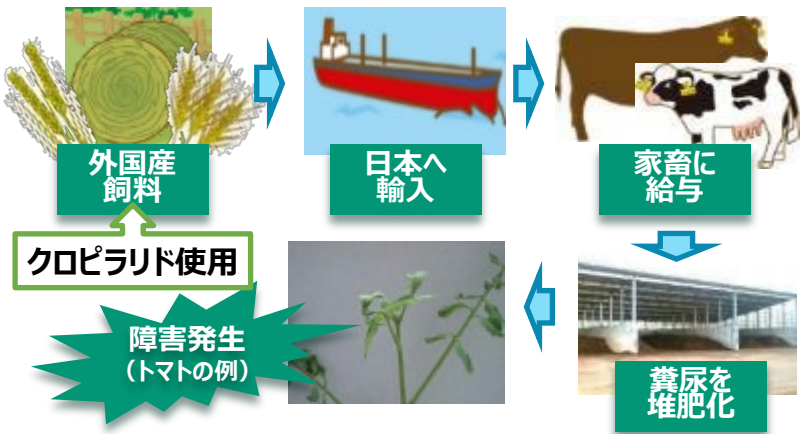 外国産
飼料
日本へ
輸入
家畜に
給与
クロピラリド使用
障害発生
（トマトの例）
糞尿を
堆肥化